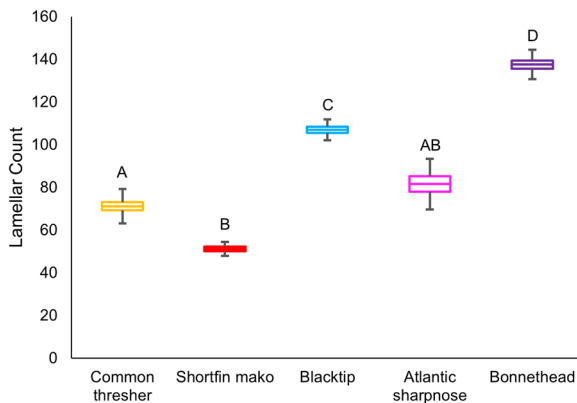 160
140
120
100
80
60
40
20
0
Lamellar Count
A
B
C
AB
D
Common
thresher
Shortfin mako
Blacktip
Atlantic
sharpnose
Bonnethead